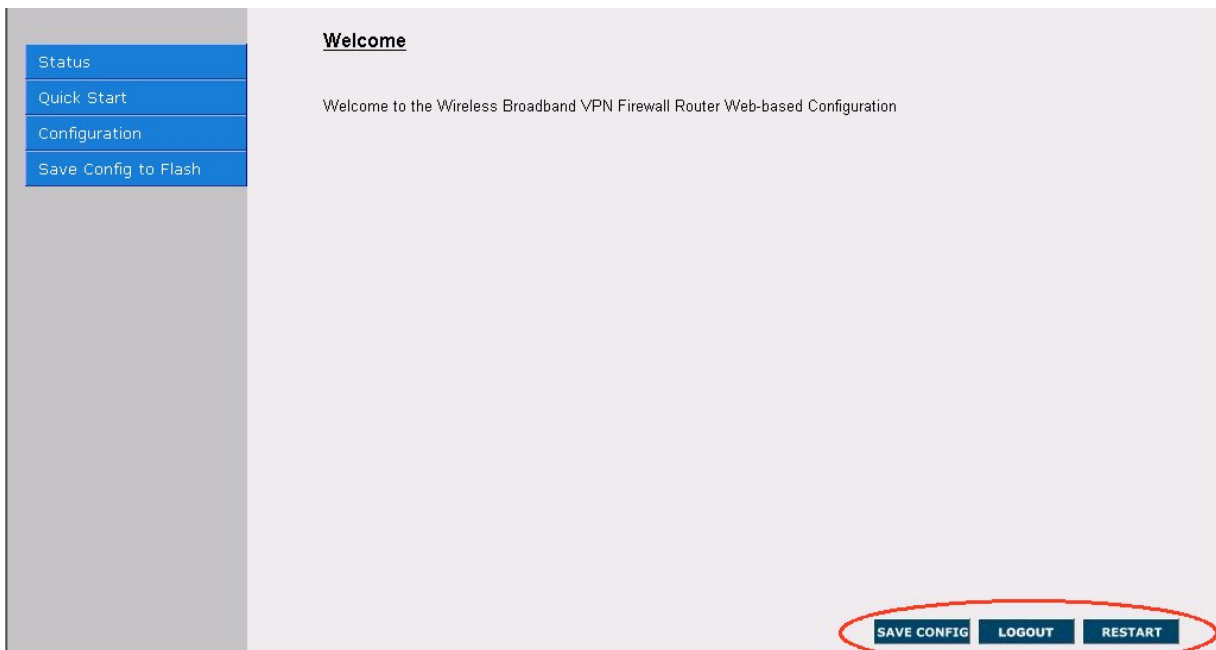 Welcome
Status
Quick Start
Welcome to the Wireless Broadband VPN Firewall Router Web-based Configuration
Configuration
Save Config to Flash
SAVE CONFIG
LOGOUT
RESTART